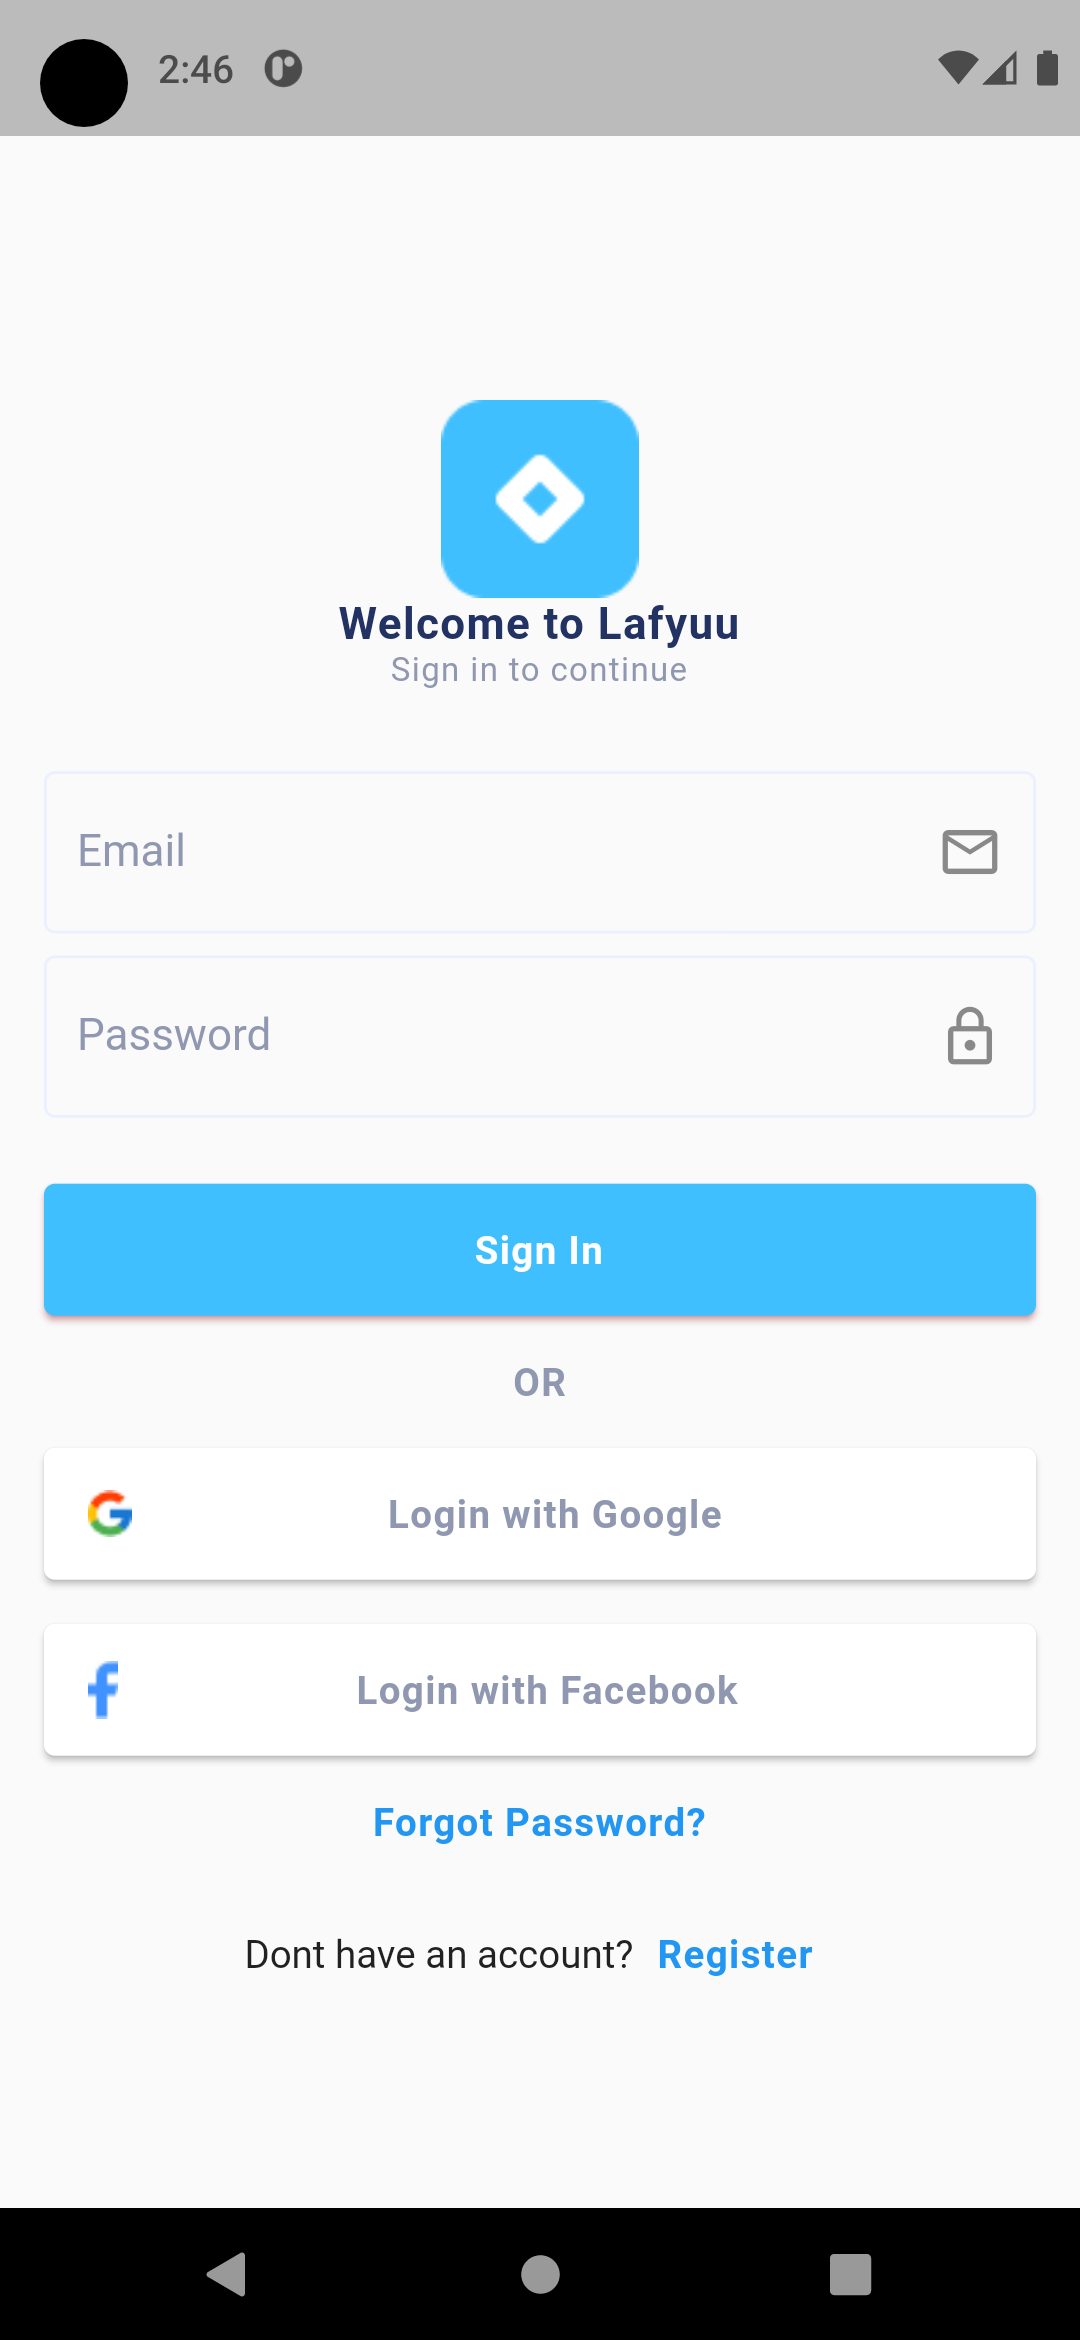 2:46
Welcome to Lafyuu
Sign in to continue
Email
Password
Sign In
OR
Login with Google
Login with Facebook
Forgot Password?
Dont have an account? Register